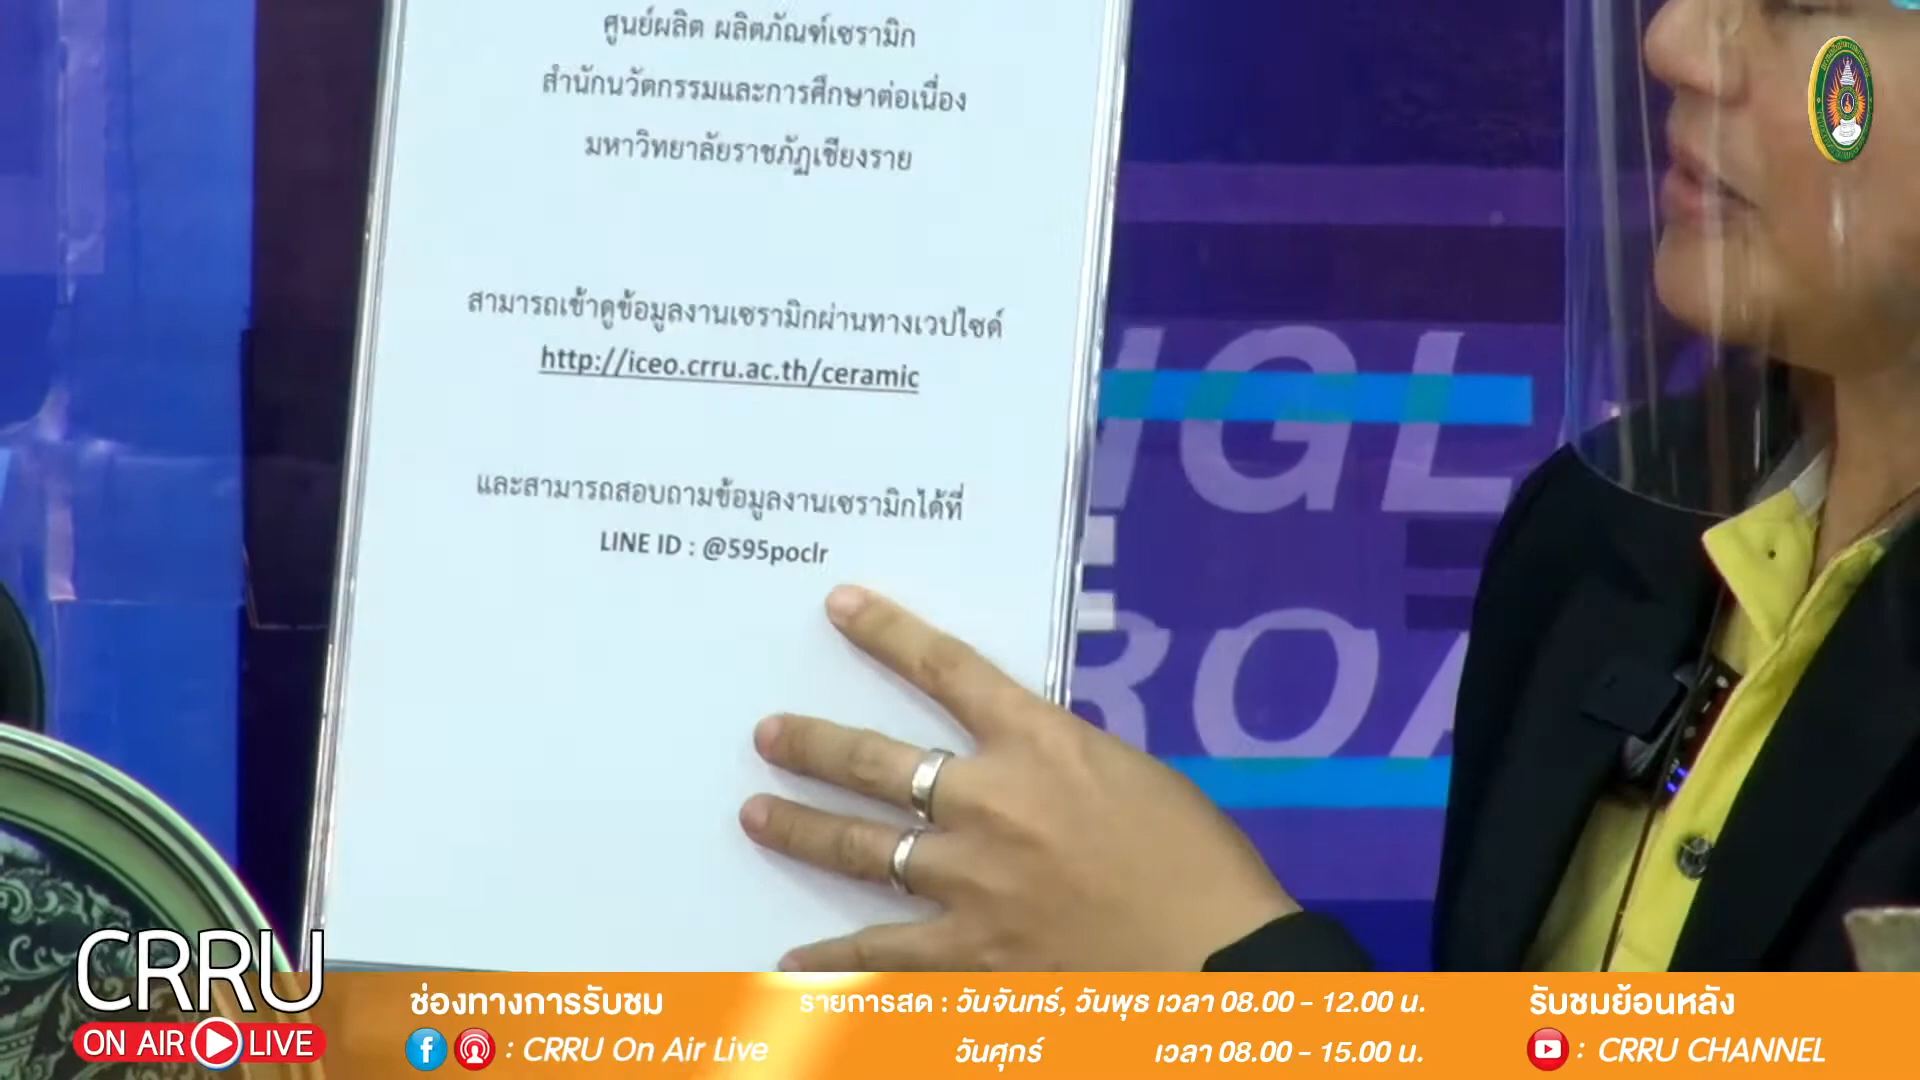 ศูนย์ผลิต ผลิตภัณฑ์เซรามิก
สำนักนวัตกรรมและการศึกษาต่อเนื่อง
มหาวิทยาลัยราชภัฏเชียงราย
สามารถเข้าดูข้อมูลงานเซรามิกผ่านทางเวปไซด์
http://iceo.crru.ac.th/ceramic
และสามารถสอบถามข้อมูลงานเซรามิกได้ที่
LINE ID : @595poclr
CRRU
ON AIR LIVE
ช่องทางการรับชม
: CRRU On Air Live
รายการสด : วันจันทร์, วันพุธ เวลา 08.00 - 12.00 น.
วันศุกร์ เวลา 08.00 - 15.00 น.
รับชมย้อนหลัง
: CRRU CHANNEL